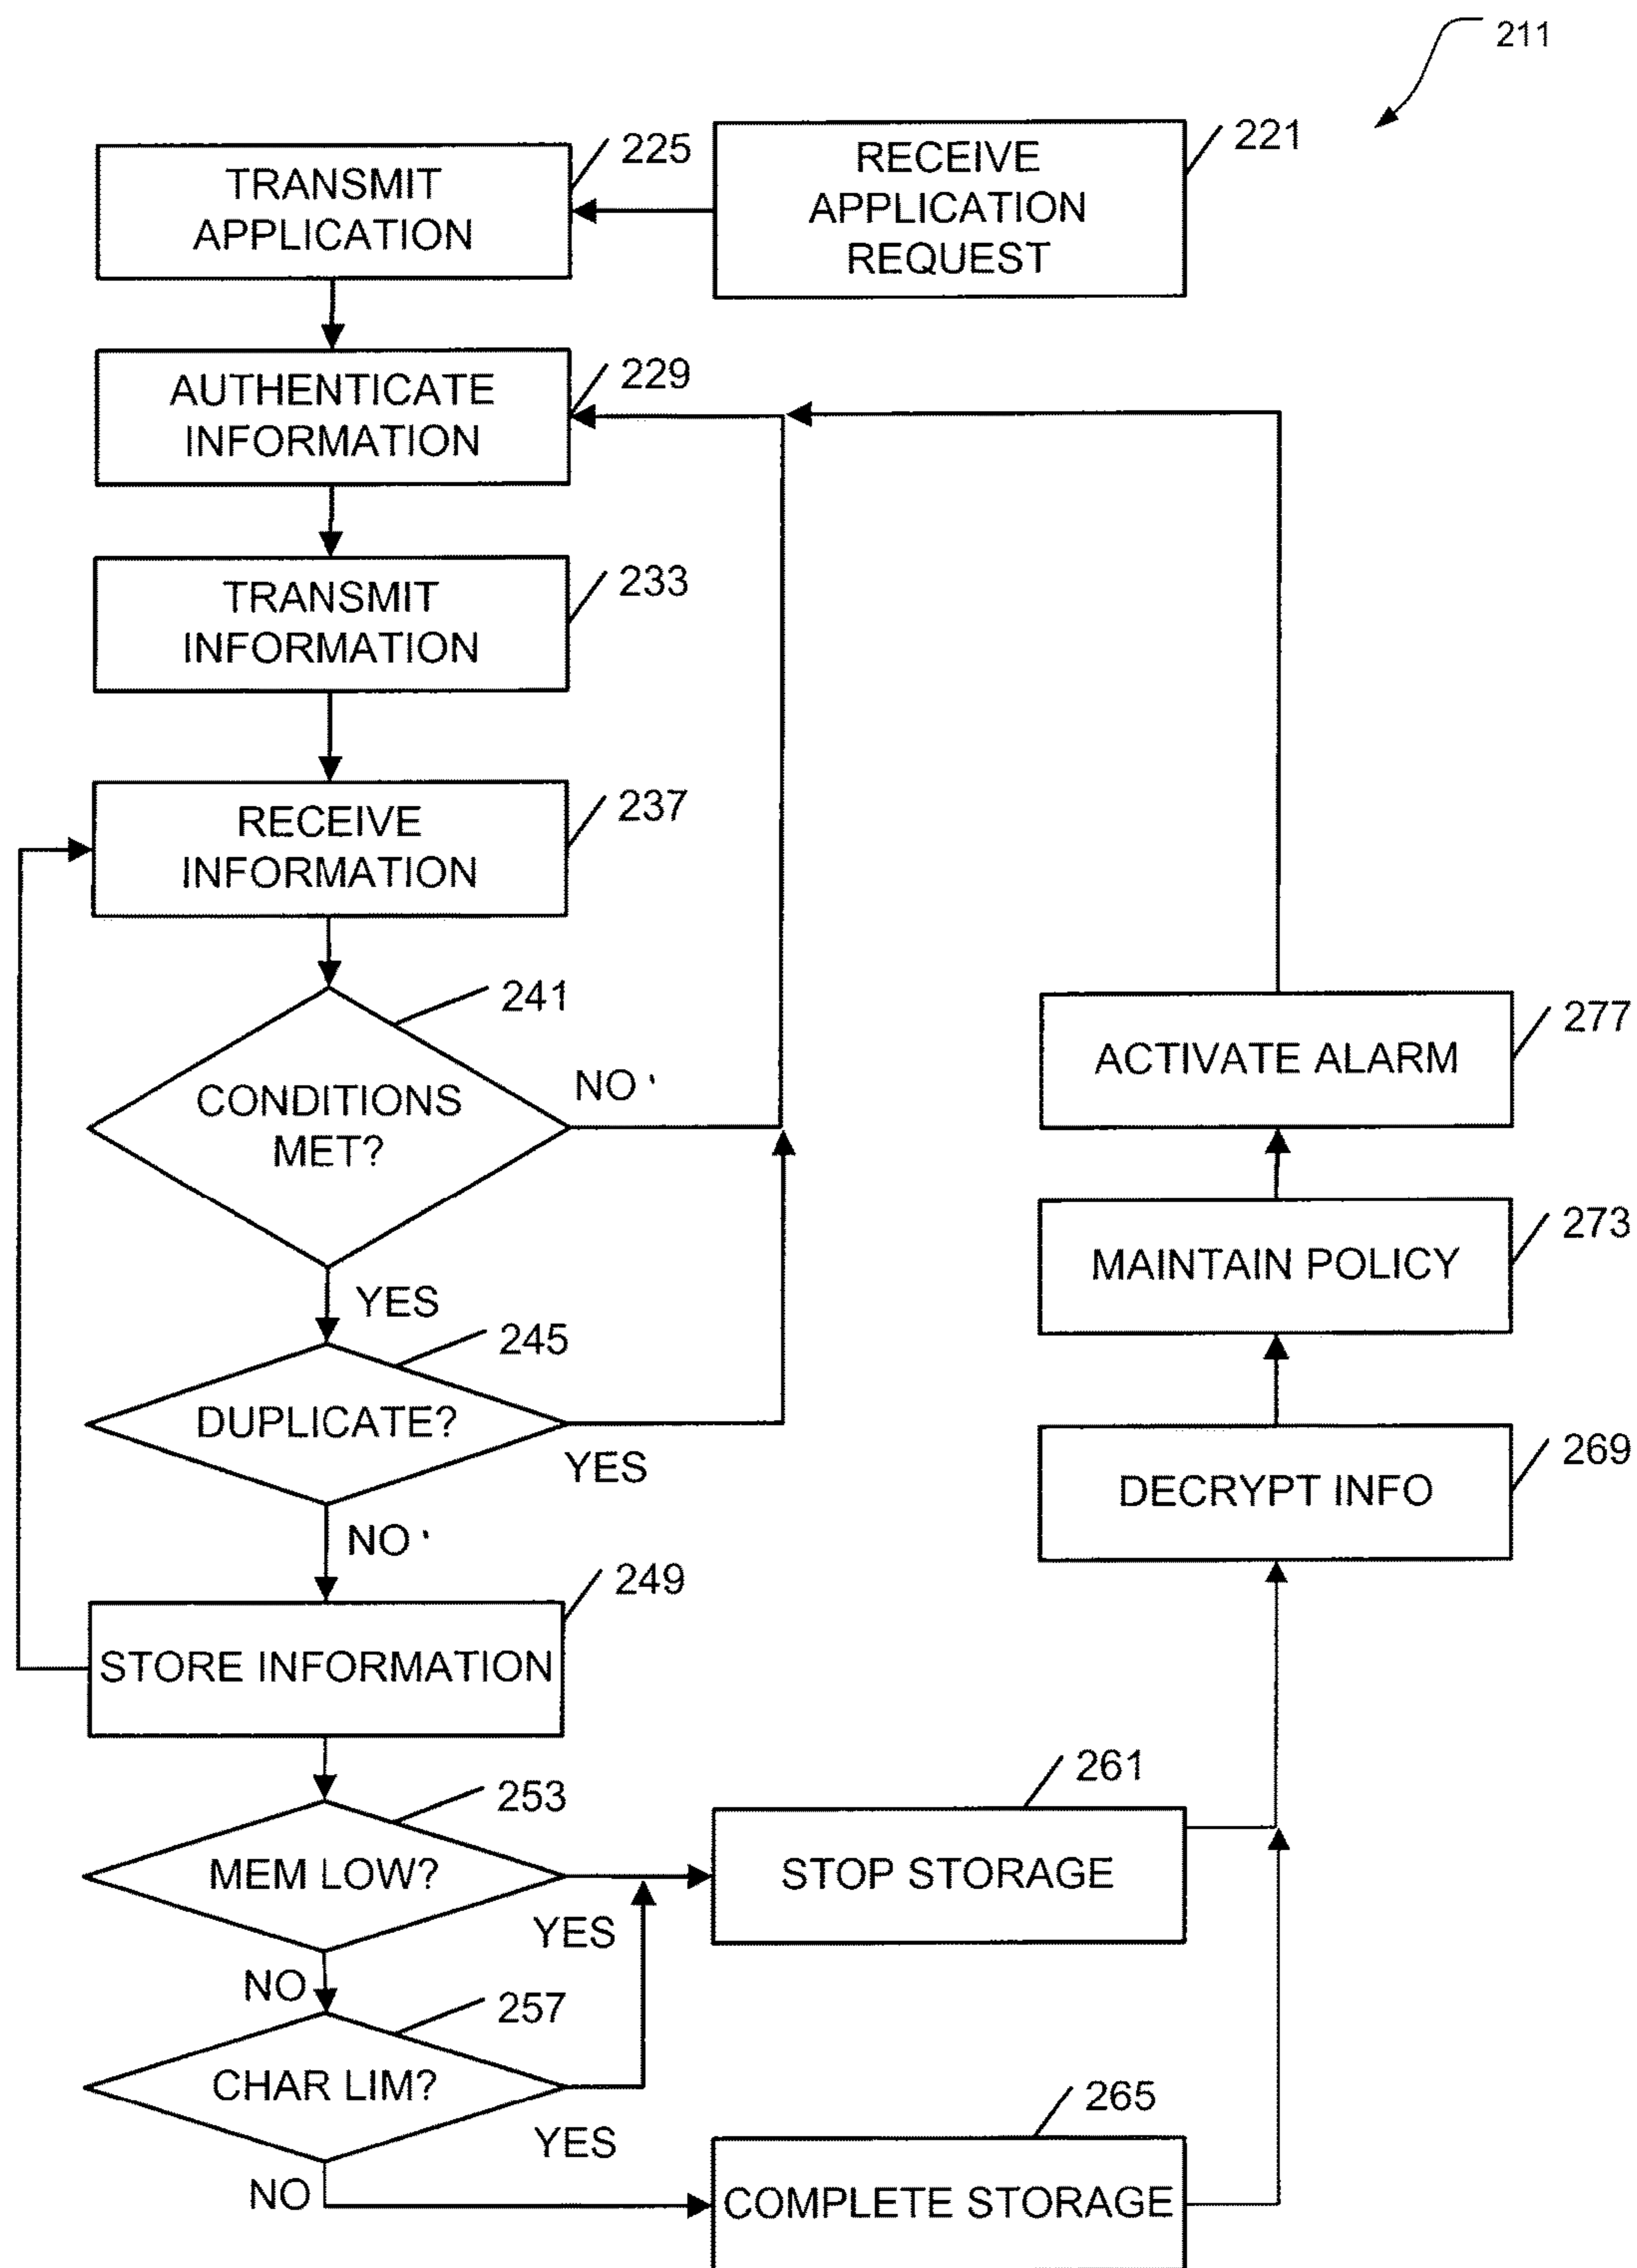 211
225
TRANSMIT
APPLICATION
221
RECEIVE
APPLICATION
REQUEST
229
AUTHENTICATE
INFORMATION
233
TRANSMIT
INFORMATION
237
RECEIVE
INFORMATION
241
CONDITIONS
MET?
NO
YES
245
DUPLICATE?
YES
NO
249
STORE INFORMATION
253
MEM LOW?
YES
NO
257
CHAR LIM?
YES
NO
261
STOP STORAGE
265
COMPLETE STORAGE
277
ACTIVATE ALARM
273
MAINTAIN POLICY
269
DECRYPT INFO